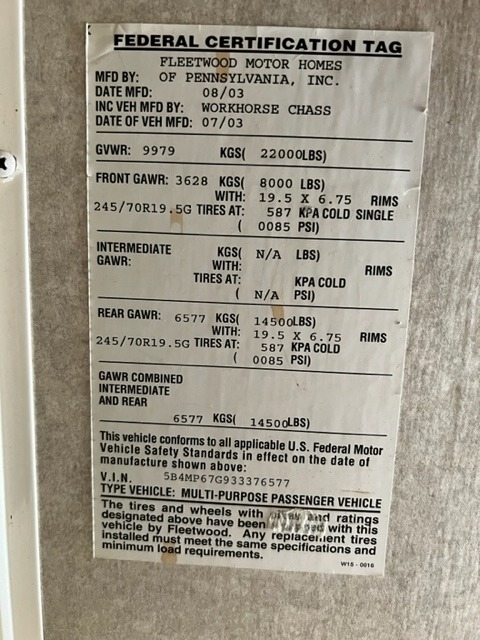 FEDERAL CERTIFICATION TAG
FLEETWOOD MOTOR HOMES
MFD BY: OF PENNSYLVANIA, INC.
DATE MFD: 08/03
INC VEH MFD BY: WORKHORSE CHASS
DATE OF VEH MFD: 07/03
GVWR: 9979 KGS( 22000LBS)
FRONT GAWR: 3628 KGS( 8000 LBS)
WITH: 19.5 X 6.75 RIMS
245/70R19.5G TIRES AT: 587 KPA COLD SINGLE
( 0085 PSI)
INTERMEDIATE KGS( N/A LBS)
GAWR: WITH: RIMS
TIRES AT: KPA COLD
( N/A PSI)
REAR GAWR: 6577 KGS( 14500LBS)
WITH: 19.5 X 6.75 RIMS
245/70R19.5G TIRES AT: 587 KPA COLD
( 0085 PSI)
GAWR COMBINED
INTERMEDIATE
AND REAR
6577 KGS( 14500LBS)
This vehicle conforms to all applicable U.S. Federal Motor
Vehicle Safety Standards in effect on the date of
manufacture shown above:
V.I.N. 5B4MP67G933376577
TYPE VEHICLE: MULTI-PURPOSE PASSENGER VEHICLE
The tires and wheels with and ratings
designated above have been with this
vehicle by Fleetwood. Any replacement tires
installed must meet the same specifications and
minimum load requirements.
W15-0016